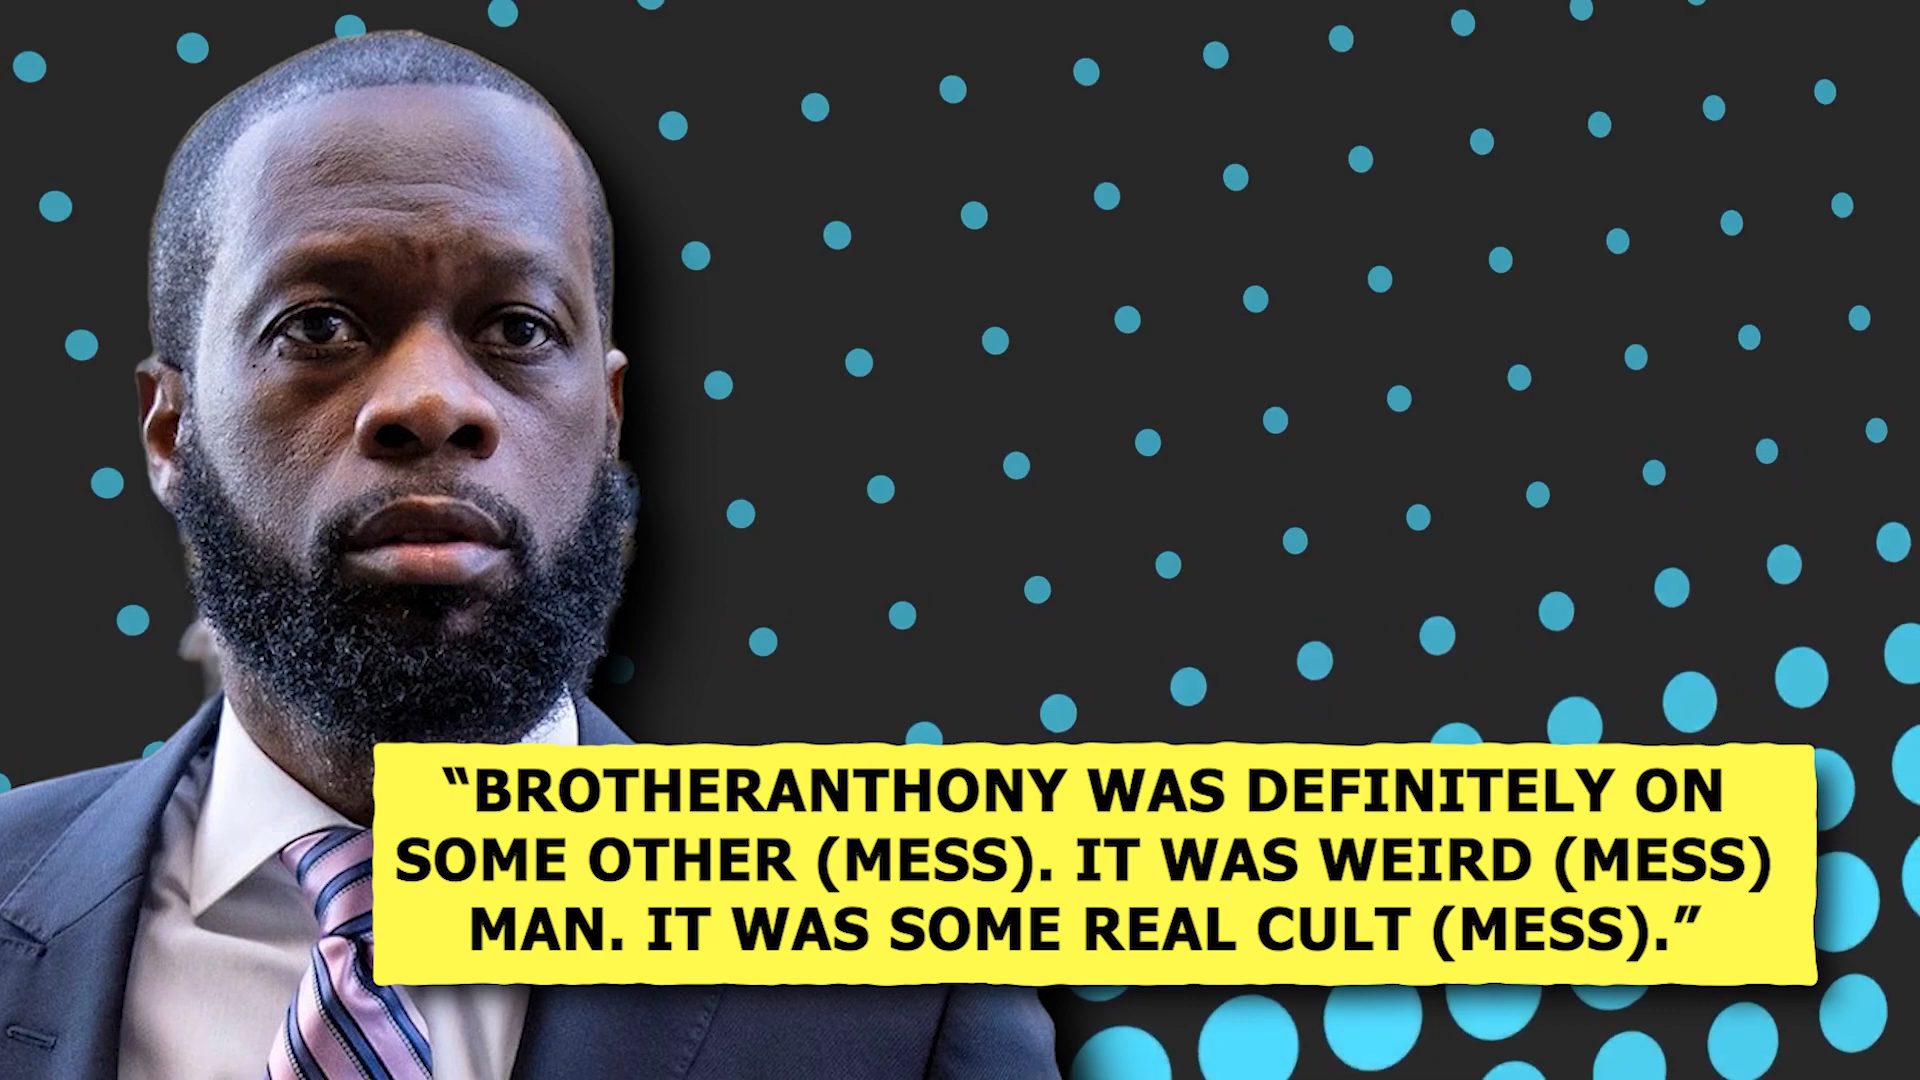 “BROTHERANTHONY WAS DEFINITELY ON
SOME OTHER (MESS). IT WAS WEIRD (MESS)
MAN. IT WAS SOME REAL CULT (MESS).”